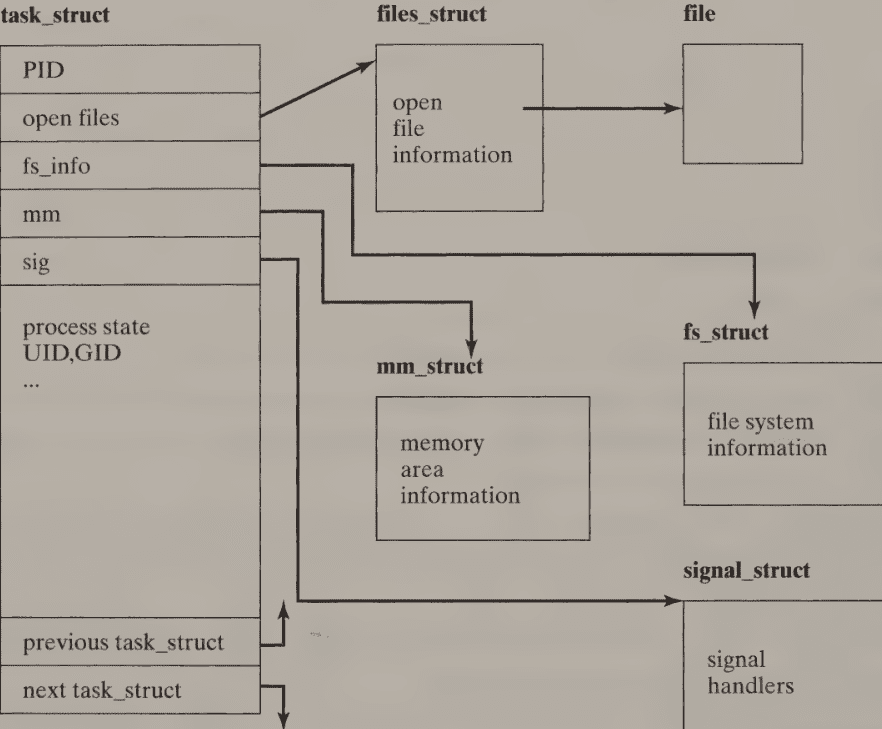 task_struct
files_struct
file
PID
open files
fs_info
mm
sig
process state
UID,GID
...
previous task_struct
next task_struct
open
file
information
mm_struct
memory
area
information
fs_struct
file system
information
signal_struct
signal
handlers